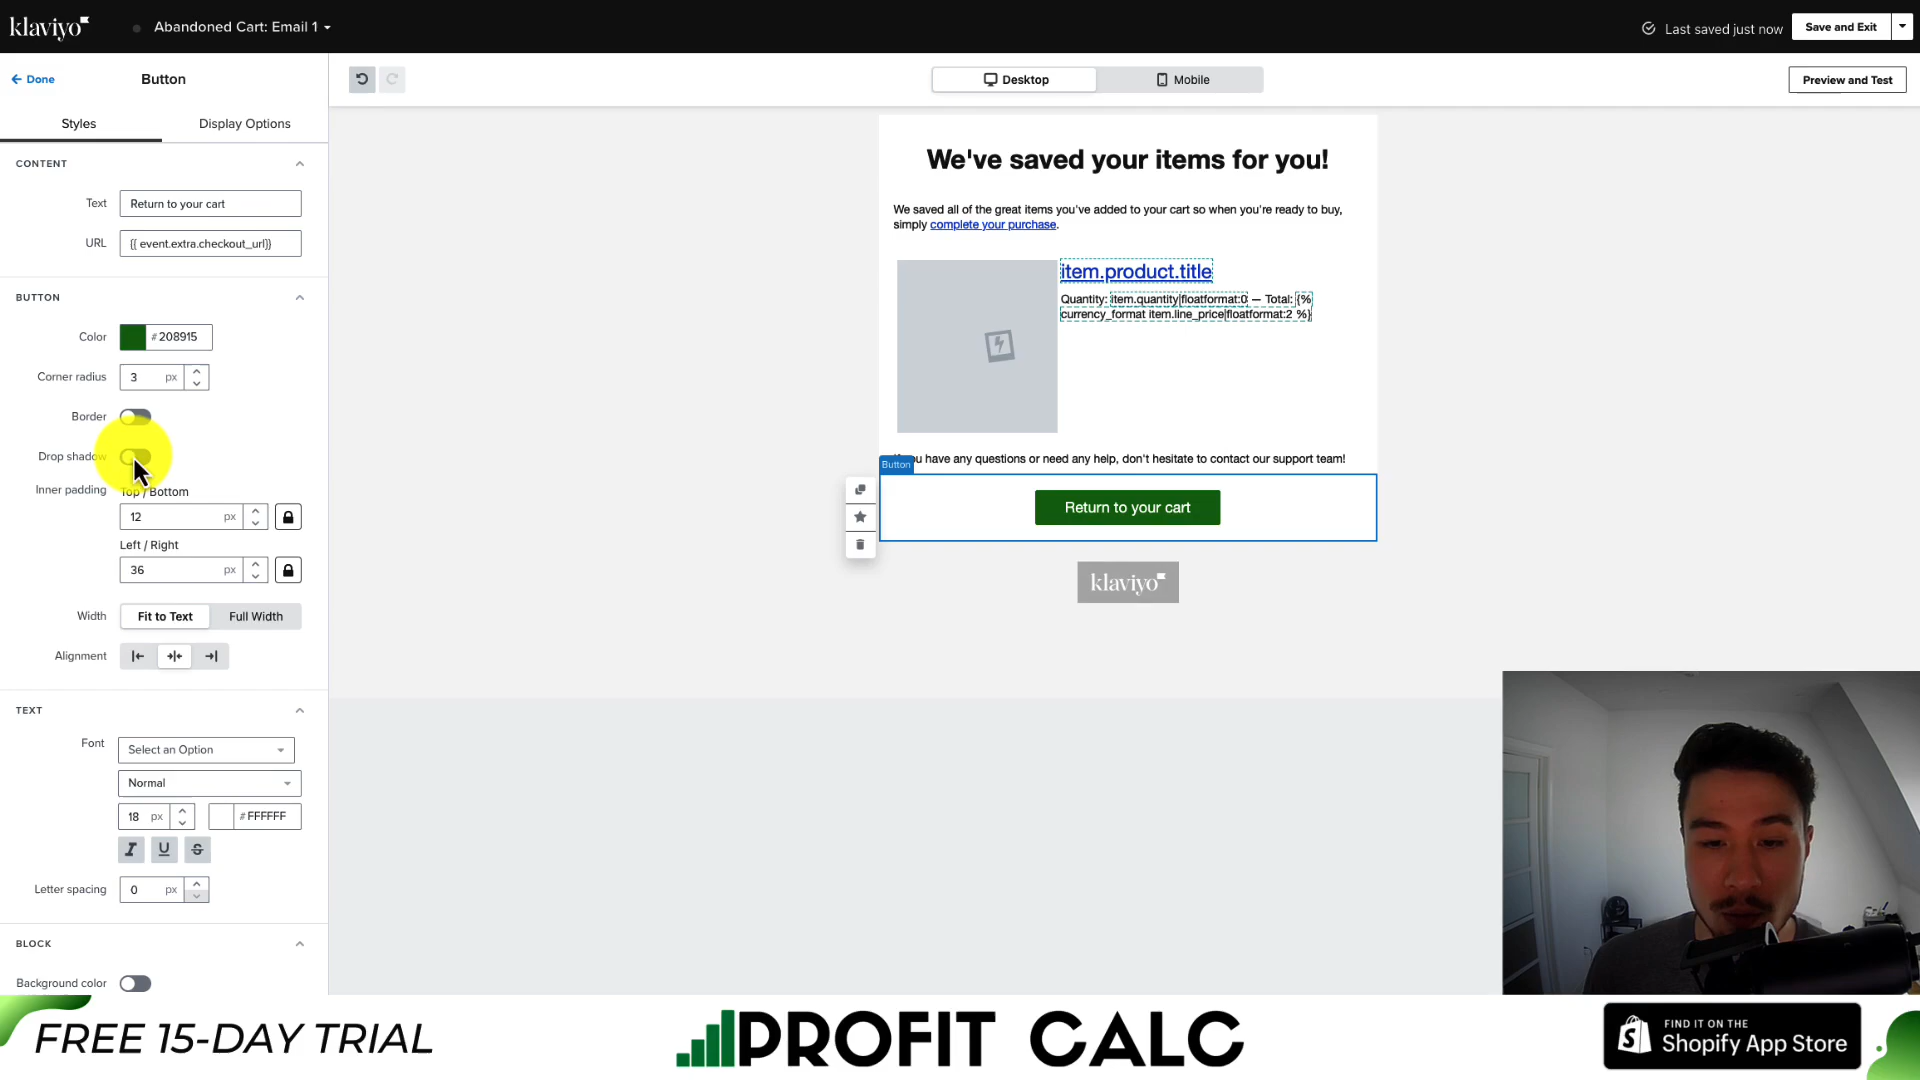 klaviyo
Abandoned Cart: Email 1
Last saved just now
Save and Exit
Done
Button
Desktop
Mobile
Preview and Test
Styles
Display Options
CONTENT
Text
Return to your cart
URL
{{ event.extra.checkout_url}}
BUTTON
Color
# 208915
Corner radius
3 px
Border
Drop shadow
Inner padding
Top / Bottom
12 px
Left / Right
36 px
Width
Fit to Text
Full Width
Alignment
TEXT
Font
Select an Option
Normal
18 px
# FFFFFF
I U S
Letter spacing
0 px
BLOCK
Background color
We've saved your items for you!
We saved all of the great items you've added to your cart so when you're ready to buy,
simply complete your purchase.
item.product.title
Quantity: item.quantity|floatformat:0 — Total: {%
currency_format item.line_price|floatformat:2 %}
have any questions or need any help, don't hesitate to contact our support team!
Button
Return to your cart
klaviyo
FREE 15-DAY TRIAL
PROFIT CALC
FIND IT ON THE
Shopify App Store